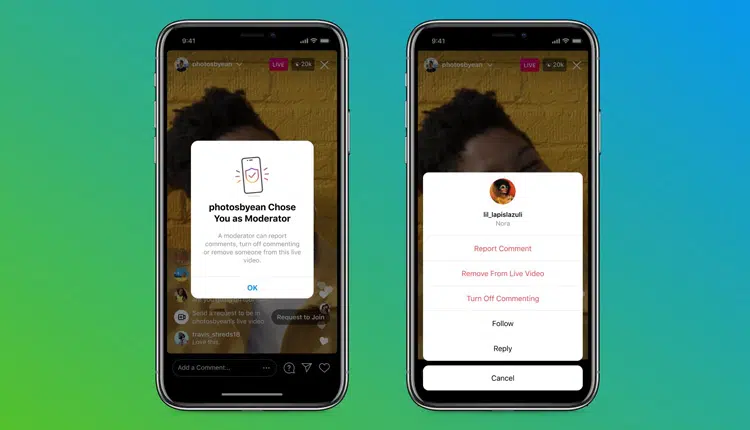 9:41
photosbyean
LIVE
20k
photosbyean Chose
You as Moderator
A moderator can report
comments, turn off commenting
or remove someone from this live
video.
OK
Send a request to be in
photosbyean's live video
Request to Join
travis_shreds18
Love this.
Add a Comment...
9:41
photosbyean
LIVE
20k
lil_lapislazuli
Nora
Report Comment
Remove From Live Video
Turn Off Commenting
Follow
Reply
Cancel